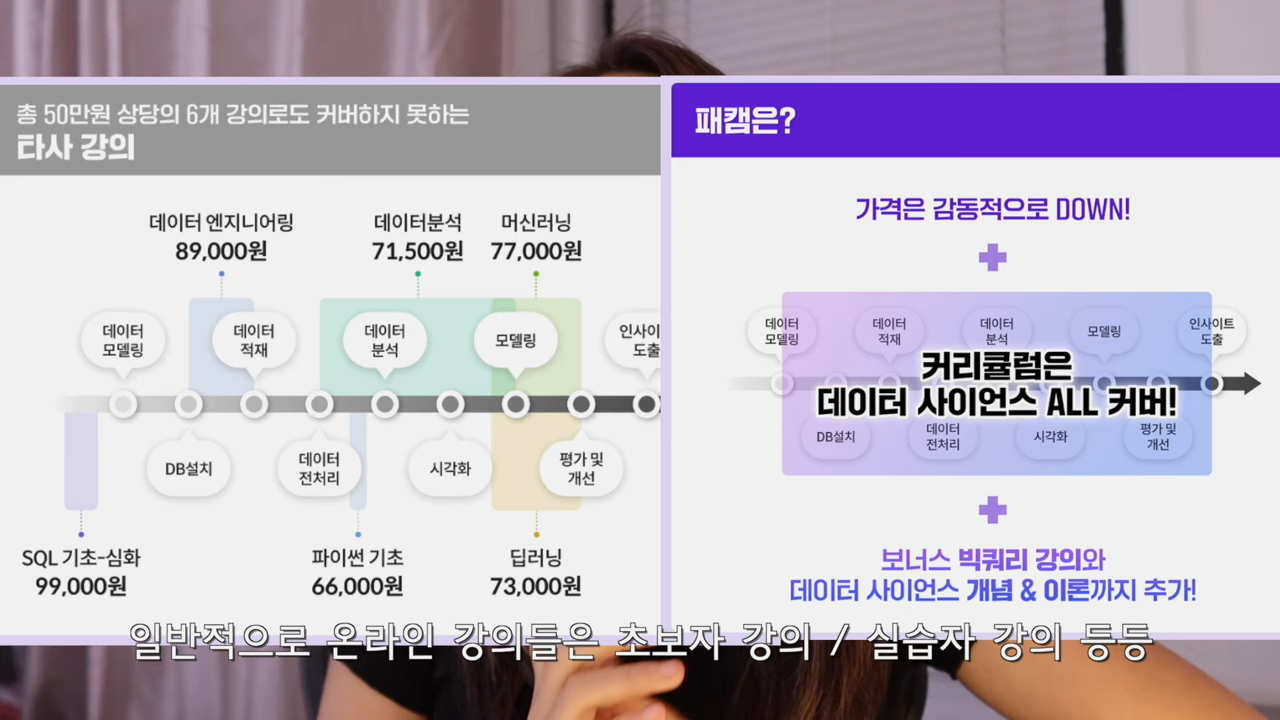 총 50만원 상당의 6개 강의로도 커버하지 못하는
타사 강의
데이터 엔지니어링
89,000원
데이터분석
71,500원
머신러닝
77,000원
데이터
모델링
데이터
적재
데이터
분석
모델링
인사이
도출
DB설치
데이터
전처리
시각화
평가 및
개선
SQL 기초-심화
99,000원
파이썬 기초
66,000원
딥러닝
73,000원
패캠은?
가격은 감동적으로 DOWN!
데이터
모델링
데이터
적재
데이터
분석
모델링
인사이트
도출
커리큘럼은
데이터 사이언스 ALL 커버!
DB설치
데이터
전처리
시각화
평가 및
개선
보너스 빅쿼리 강의와
데이터 사이언스 개념 & 이론까지 추가!
일반적으로 온라인 강의들은 초보자 강의 / 실습자 강의 등등